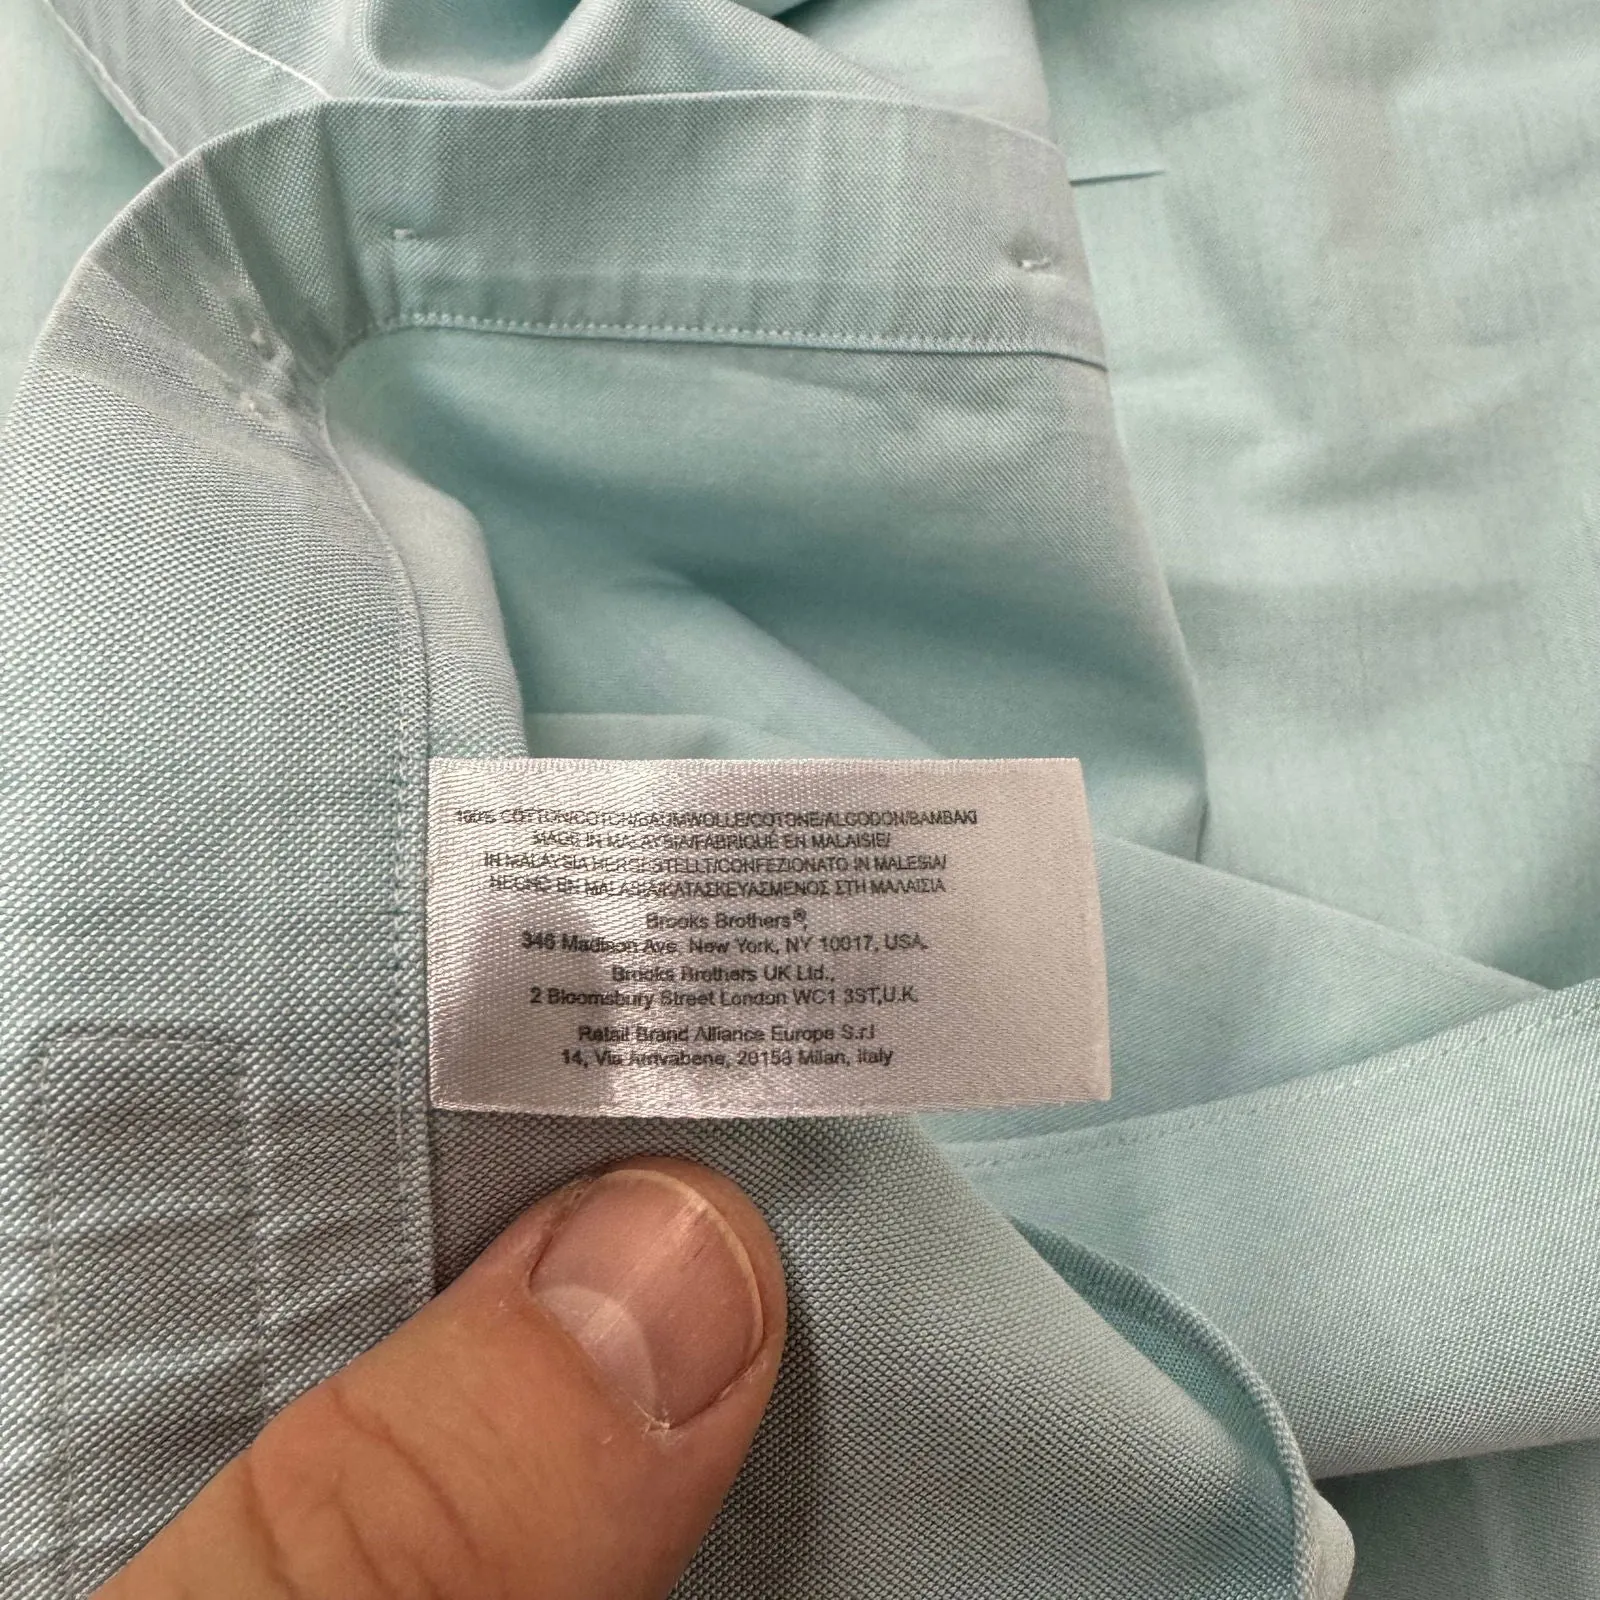 100% COTTON/COTON/BAUMWOLLE/COTONE/ALGODON/BAMBAKI
MADE IN MALAYSIA/FABRIQUÉ EN MALAISIE/
IN MALAYSIA HERGESTELLT/CONFEZIONATO IN MALESIA/
HECHO EN MALASIA/ΚΑΤΑΣΚΕΥΑΣΜΕΝΟΣ ΣΤΗ ΜΑΛΑΙΣΙΑ
Brooks Brothers®,
346 Madison Ave. New York, NY 10017, USA.
Brooks Brothers UK Ltd.,
2 Bloomsbury Street London WC1 3ST,U.K.
Retail Brand Alliance Europe S.r.l
14, Via Andvabene, 20158 Milan, Italy